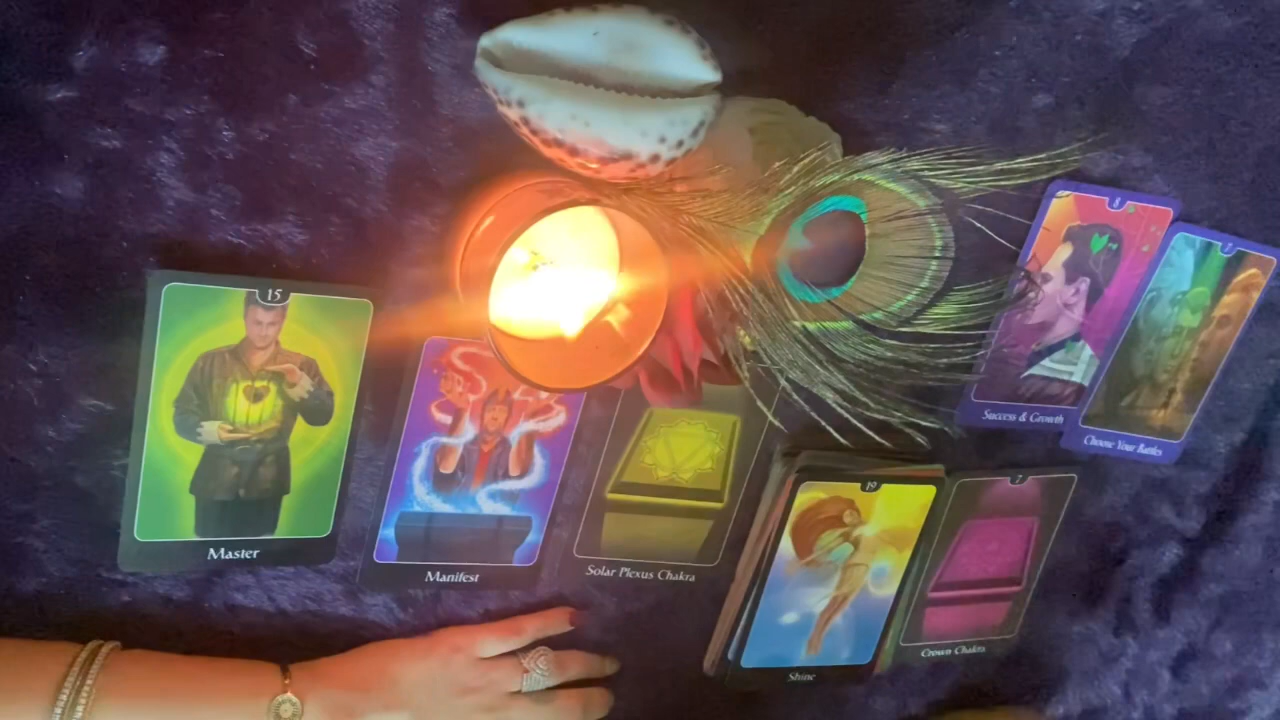 15
Master
Manifest
Solar Plexus Chakra
19
Shine
7
Crown Chakra
8
Success & Growth
7
Choose Your Battles